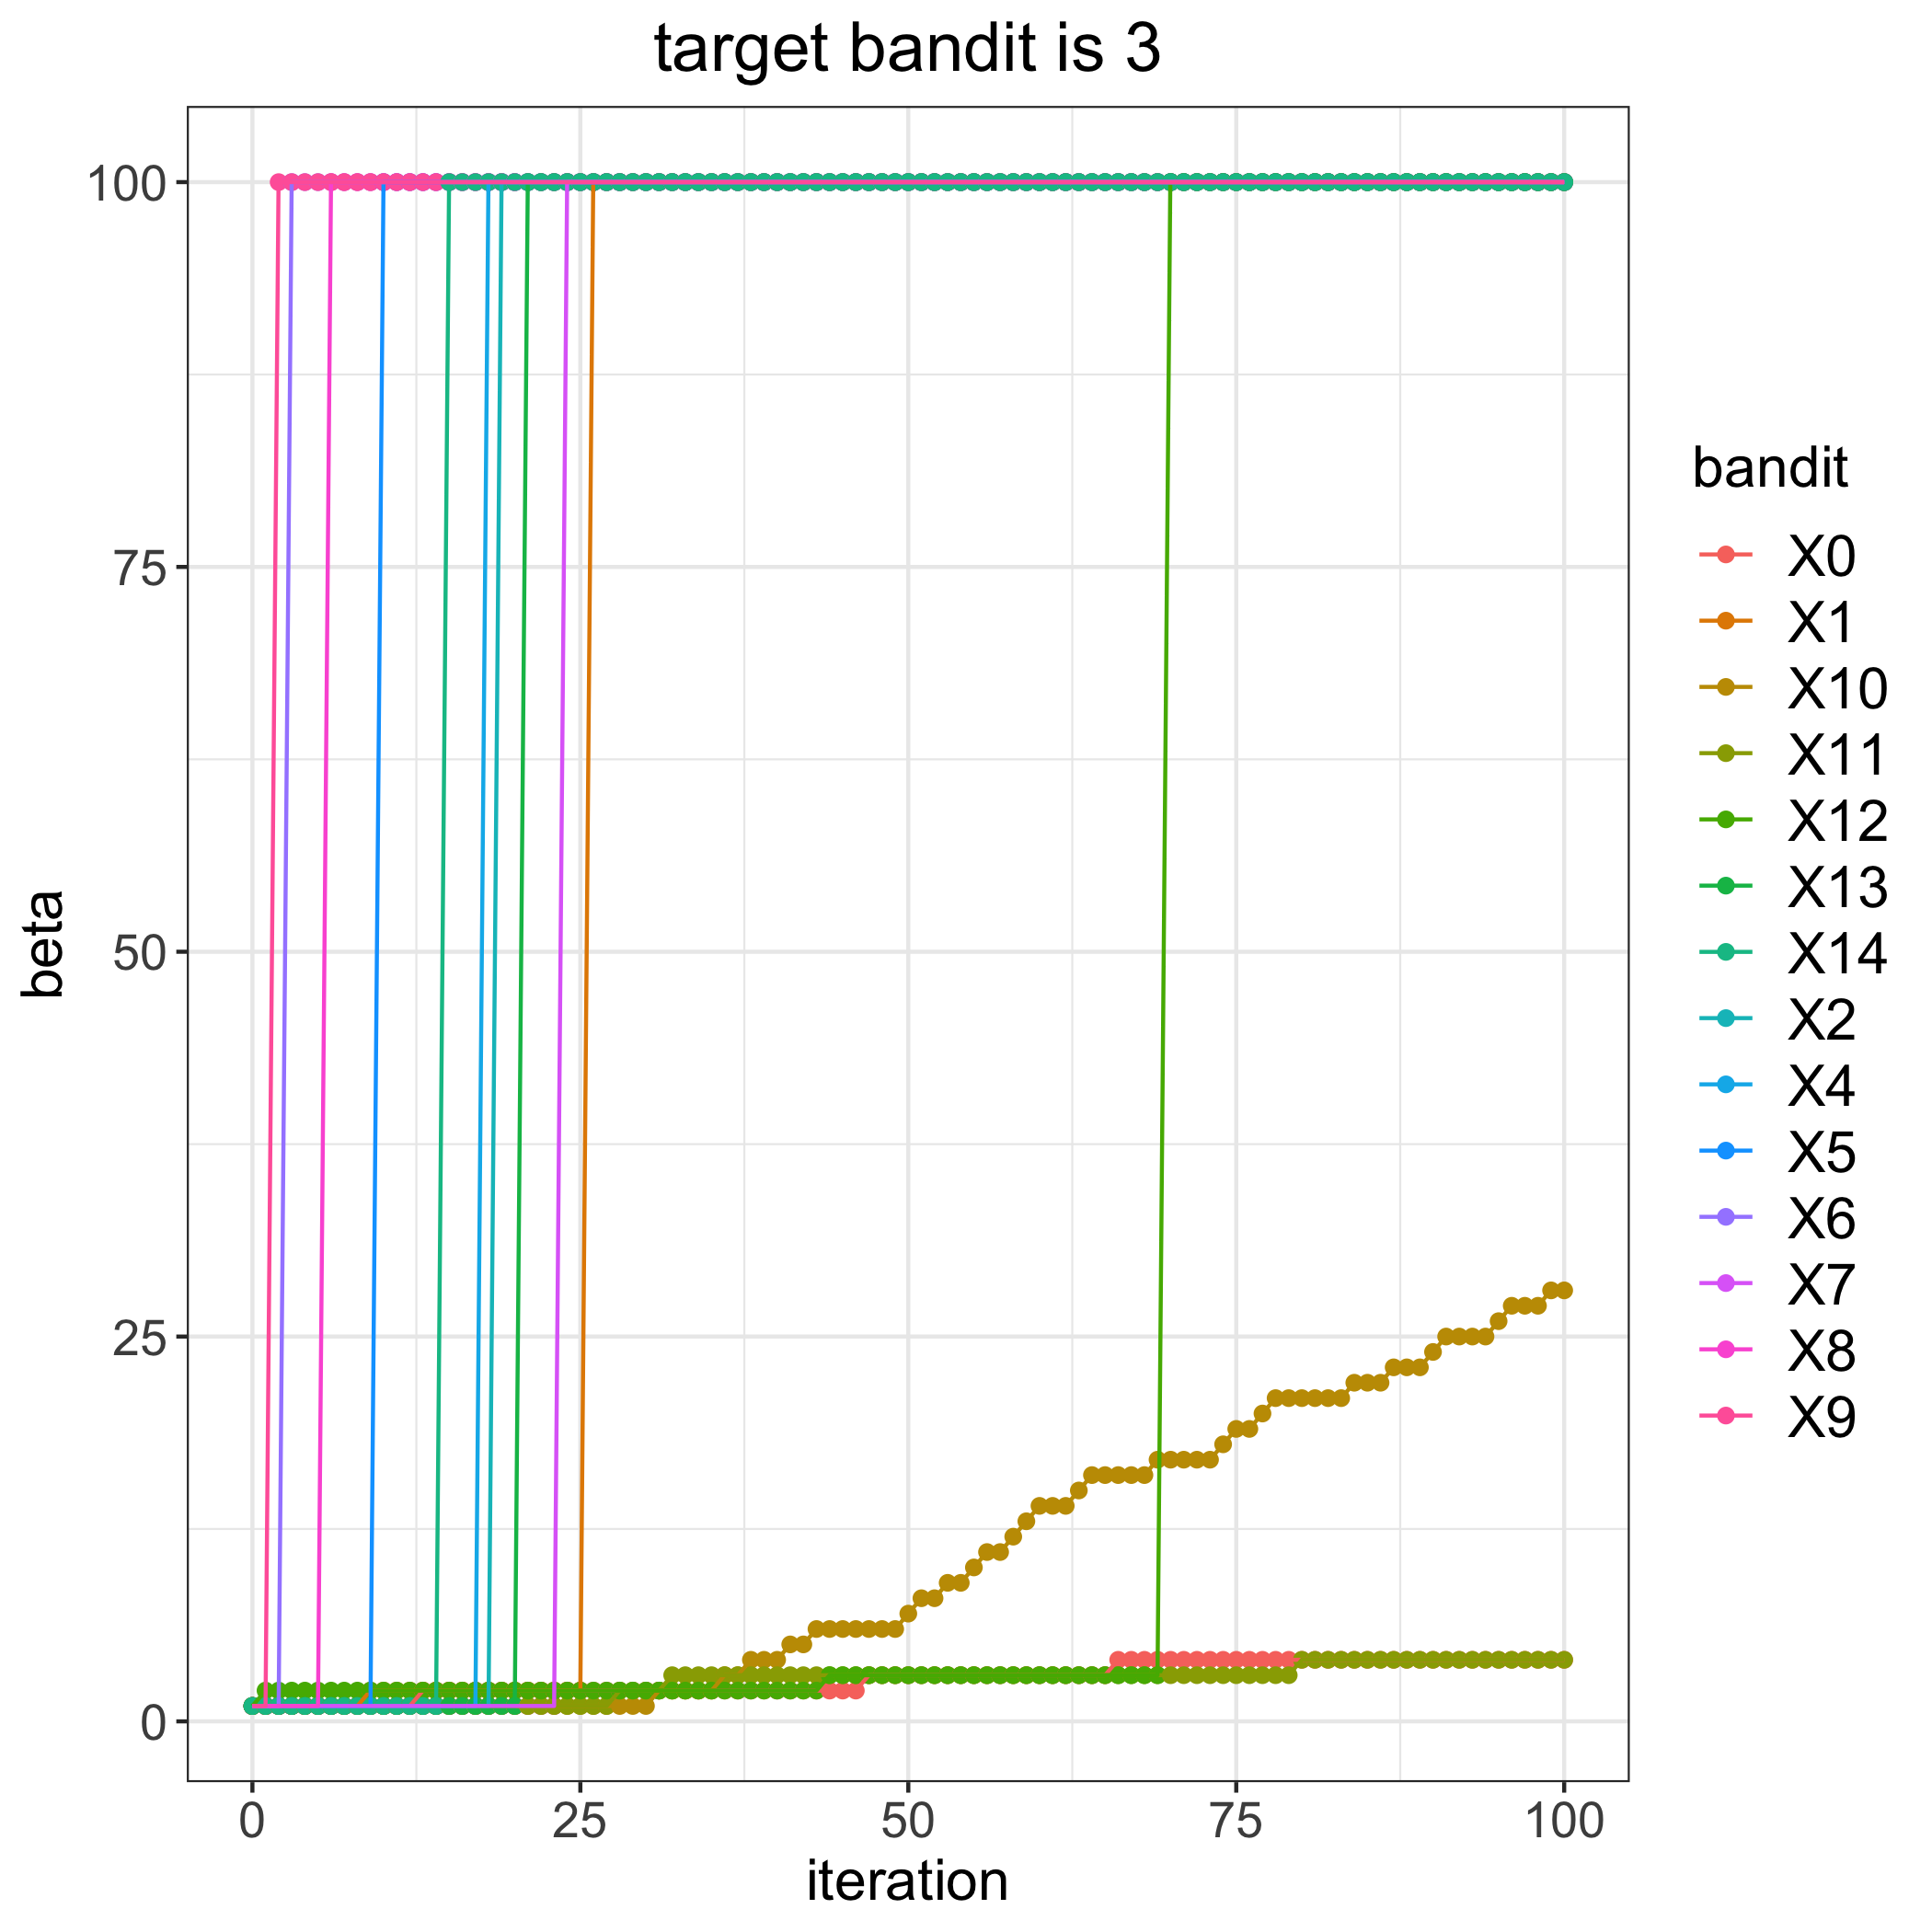 target bandit is 3
100
75
50
25
0
beta
0 25 50 75 100
iteration
bandit
X0
X1
X10
X11
X12
X13
X14
X2
X4
X5
X6
X7
X8
X9